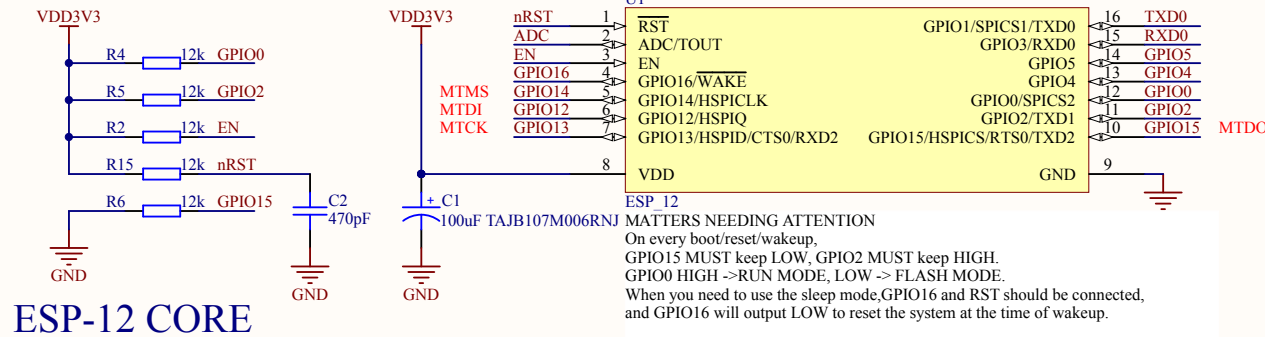 VDD3V3
R4 12k GPIO0
R5 12k GPIO2
R2 12k EN
R15 12k nRST
R6 12k GPIO15
GND
C2
470pF
GND
VDD3V3
C1
100uF TAJB107M006RNJ
GND
U1
nRST 1 RST
ADC 2 ADC/TOUT
EN 3 EN
GPIO16 4 GPIO16/WAKE
MTMS GPIO14 5 GPIO14/HSPICLK
MTDI GPIO12 6 GPIO12/HSPIQ
MTCK GPIO13 7 GPIO13/HSPID/CTS0/RXD2
8 VDD
GPIO1/SPICS1/TXD0 16 TXD0
GPIO3/RXD0 15 RXD0
GPIO5 14 GPIO5
GPIO4 13 GPIO4
GPIO0/SPICS2 12 GPIO0
GPIO2/TXD1 11 GPIO2
GPIO15/HSPICS/RTS0/TXD2 10 GPIO15 MTDO
GND 9
ESP_12
MATTERS NEEDING ATTENTION
On every boot/reset/wakeup,
GPIO15 MUST keep LOW, GPIO2 MUST keep HIGH.
GPIO0 HIGH ->RUN MODE, LOW -> FLASH MODE.
When you need to use the sleep mode,GPIO16 and RST should be connected,
and GPIO16 will output LOW to reset the system at the time of wakeup.
ESP-12 CORE